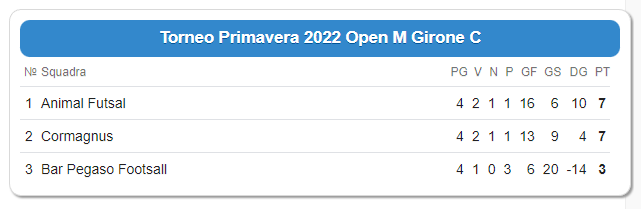 Torneo Primavera 2022 Open M Girone C
№ Squadra PG V N P GF GS DG PT
1 Animal Futsal 4 2 1 1 16 6 10 7
2 Cormagnus 4 2 1 1 13 9 4 7
3 Bar Pegaso Footsall 4 1 0 3 6 20 -14 3